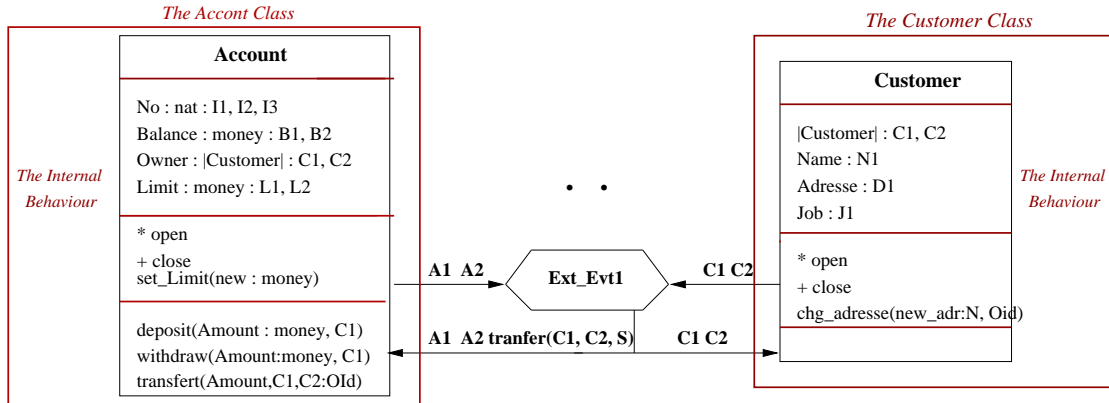 The Accont Class
The Customer Class
Account
No : nat : I1, I2, I3
Balance : money : B1, B2
Owner : |Customer| : C1, C2
Limit : money : L1, L2
The Internal
Behaviour
* open
+ close
set_Limit(new : money)
deposit(Amount : money, C1)
withdraw(Amount:money, C1)
transfert(Amount,C1,C2:OId)
A1 A2
Ext_Evt1
C1 C2
A1 A2 tranfer(C1, C2, S)
C1 C2
Customer
|Customer| : C1, C2
Name : N1
Adresse : D1
Job : J1
The Internal
Behaviour
* open
+ close
chg_adresse(new_adr:N, Oid)